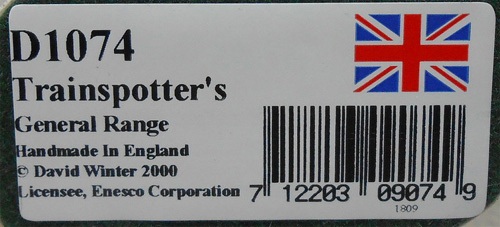 D1074
Trainspotter's
General Range
Handmade In England
© David Winter 2000
Licensee, Enesco Corporation
7 12203 09074 9
1809